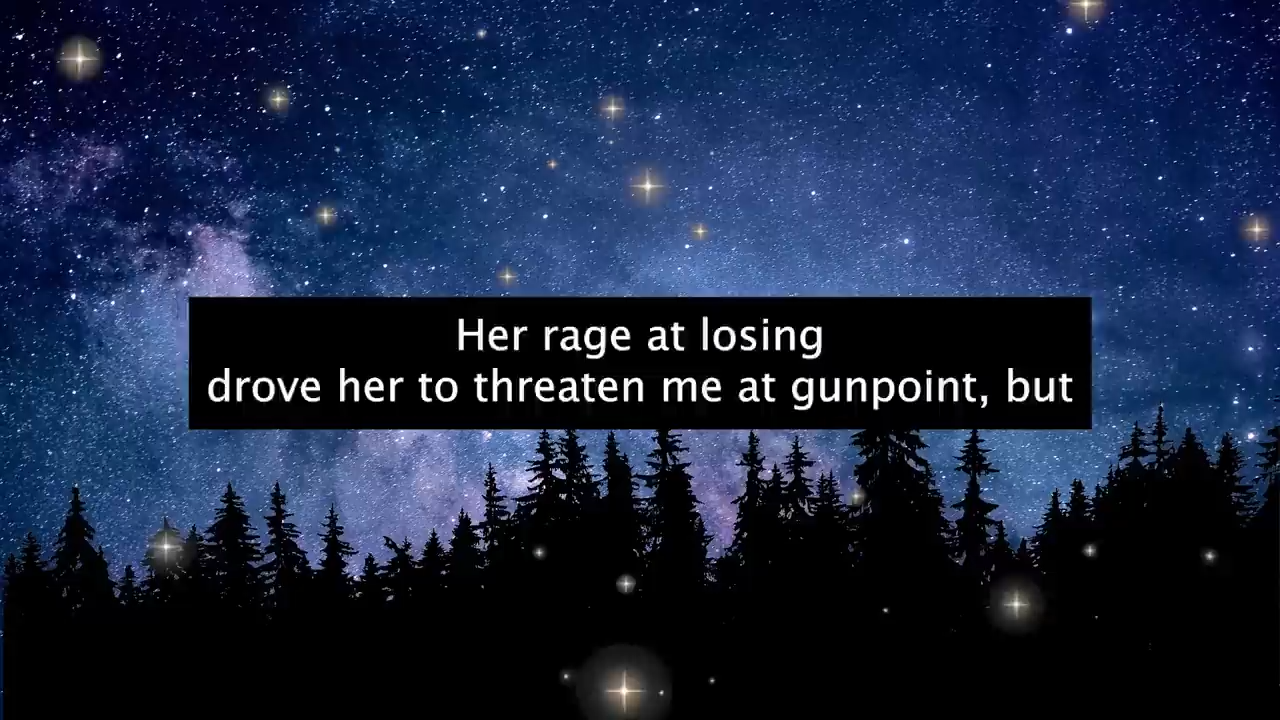 Her rage at losing
drove her to threaten me at gunpoint, but